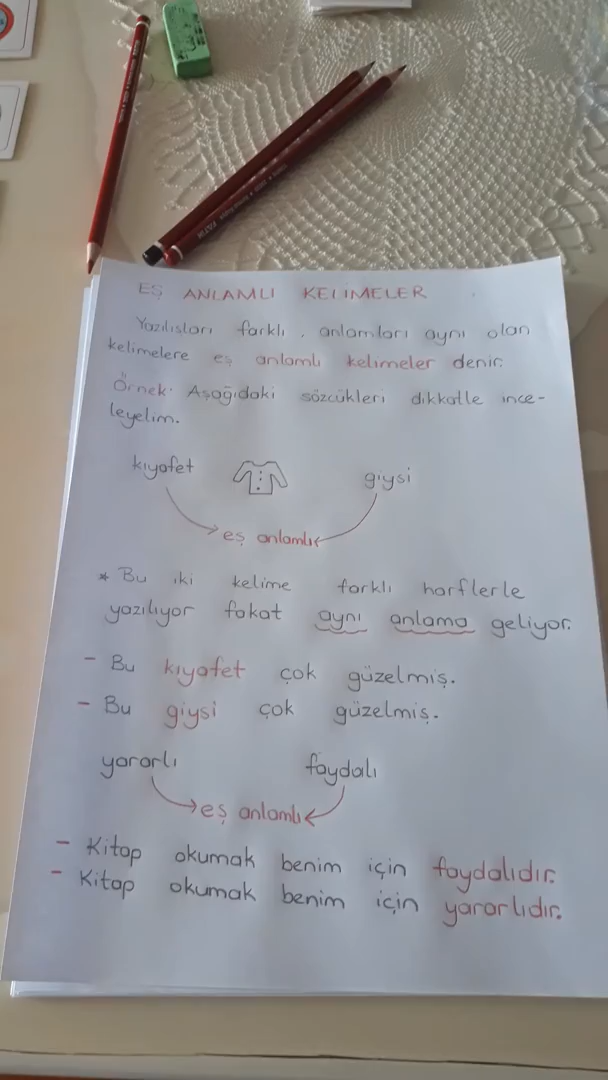 EŞ ANLAMLI KELİMELER
Yazılışları farklı, anlamları aynı olan
kelimelere eş anlamlı kelimeler denir.
Örnek: Aşağıdaki sözcükleri dikkatle ince-
leyelim.
kıyafet giysi
eş anlamlı
* Bu iki kelime farklı harflerle
yazılıyor fakat aynı anlama geliyor.
- Bu kıyafet çok güzelmiş.
- Bu giysi çok güzelmiş.
yararlı faydalı
eş anlamlı
- Kitap okumak benim için faydalıdır.
- Kitap okumak benim için yararlıdır.